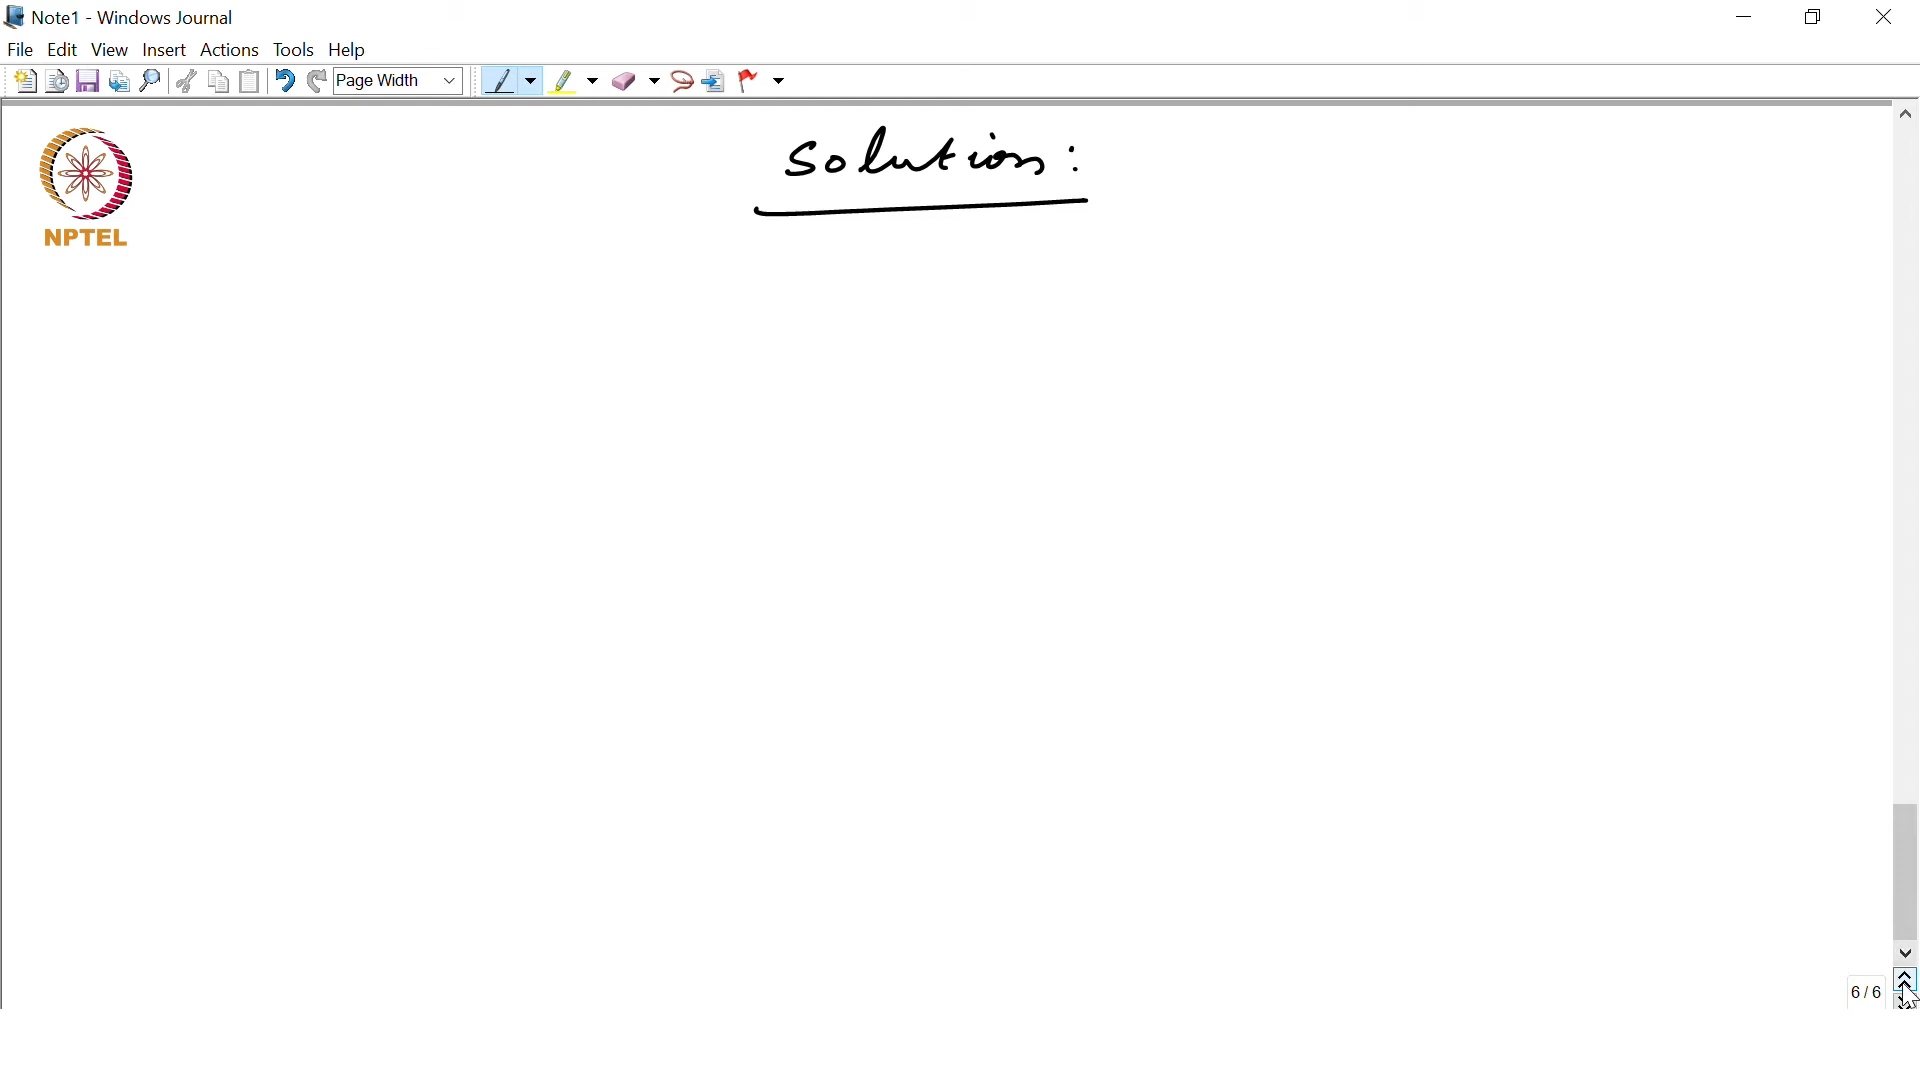 Note1 - Windows Journal
File Edit View Insert Actions Tools Help
Page Width
Solution:
NPTEL
6 / 6